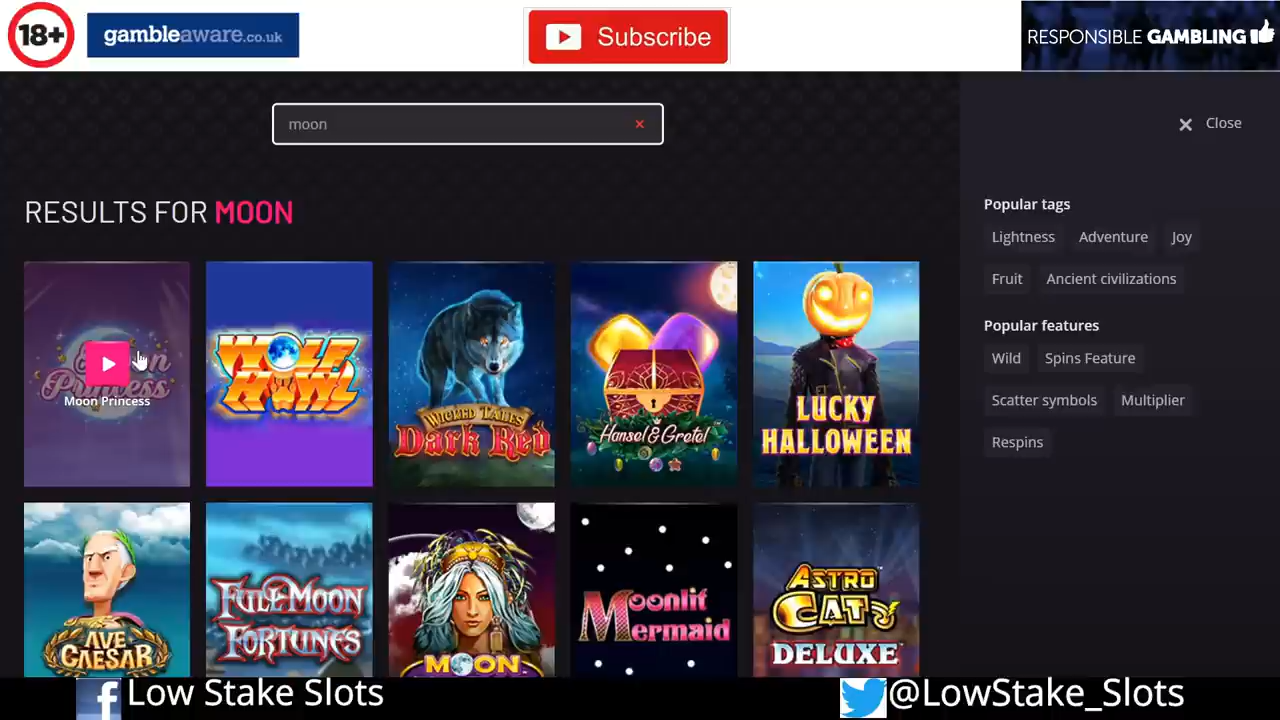 18+
gambleaware.co.uk
Subscribe
RESPONSIBLE GAMBLING
moon
Close
RESULTS FOR MOON
Popular tags
Lightness Adventure Joy
Fruit Ancient civilizations
Popular features
Wild Spins Feature
Scatter symbols Multiplier
Respins
Moon
Princess
Moon Princess
WOLF
HOWL
WICKED TALES
Dark Red
Hansel & Gretel
LUCKY
HALLOWEEN
AVE
CAESAR
FULL MOON
FORTUNES
MOON
Moonlit
Mermaid
ASTRO
CAT
DELUXE
Low Stake Slots
@LowStake_Slots